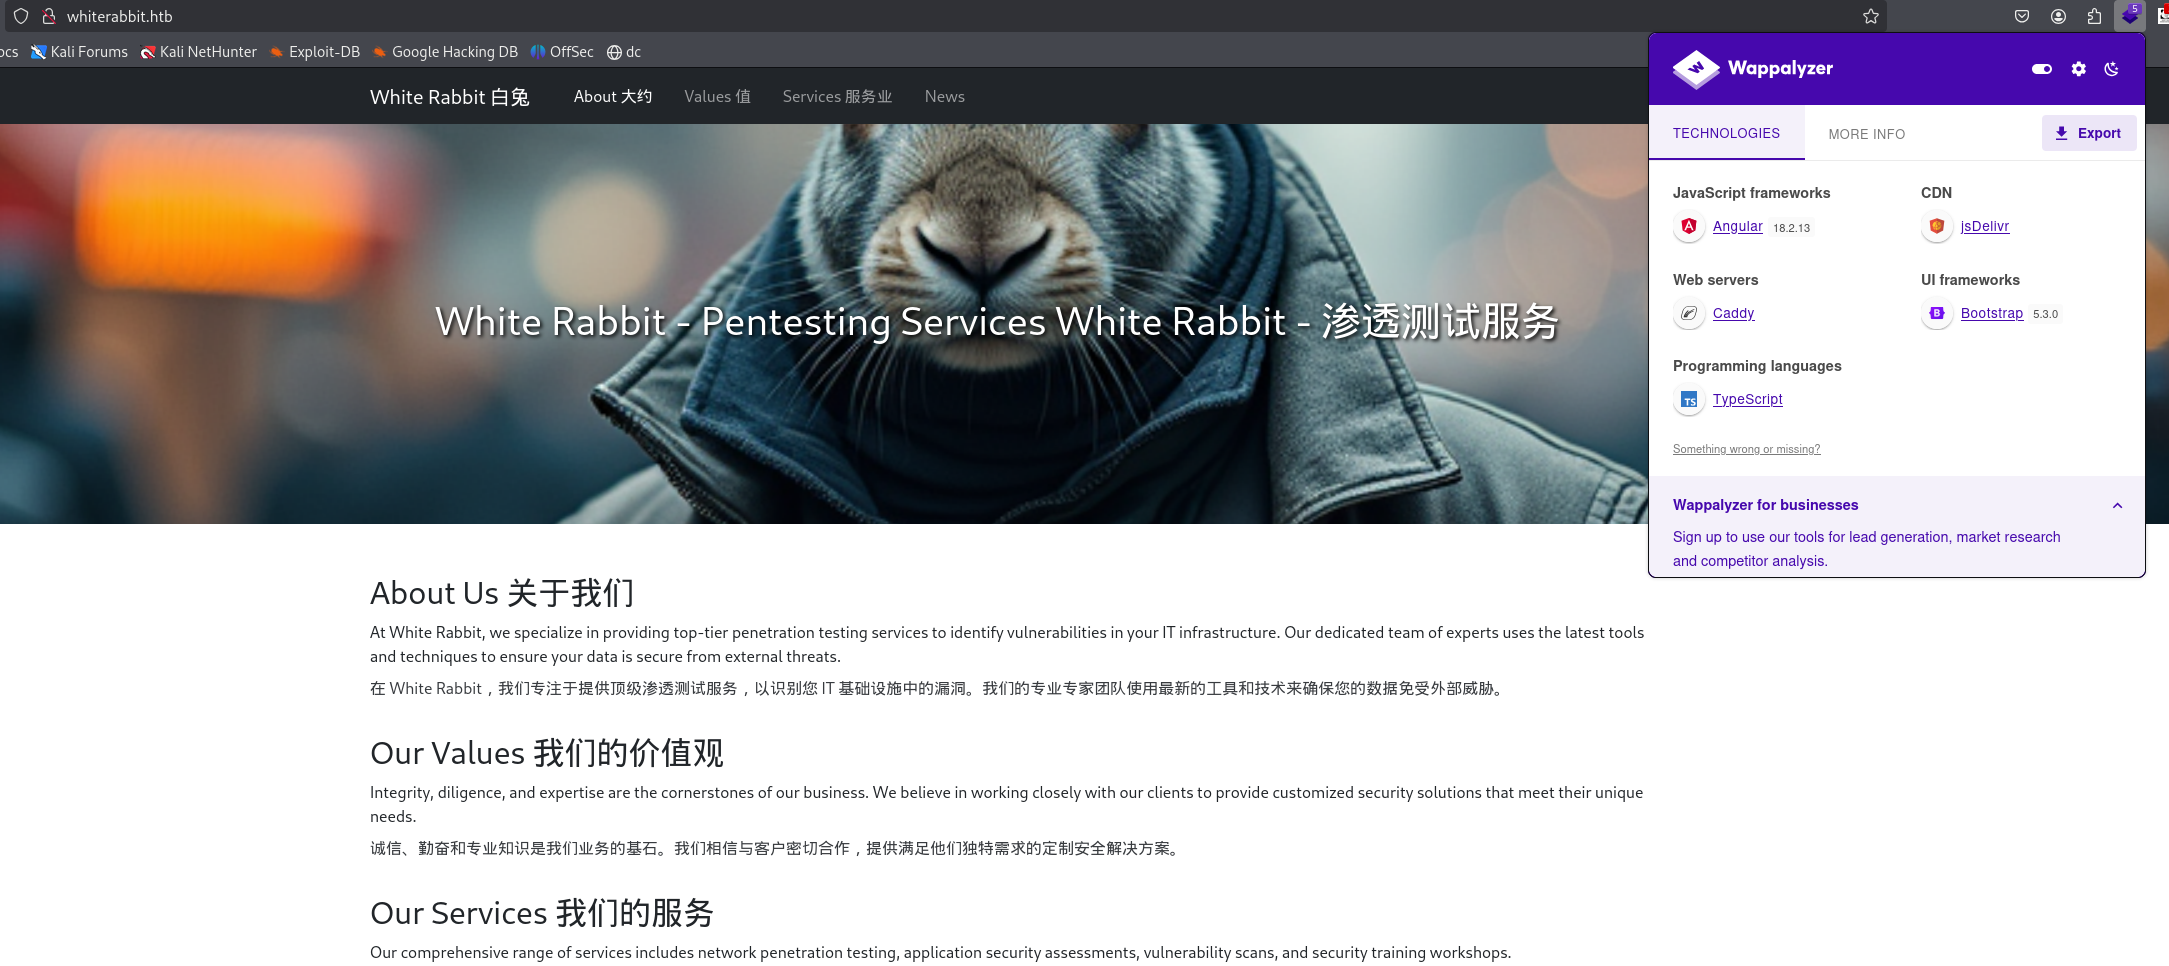 whiterabbit.htb
ocs Kali Forums Kali NetHunter Exploit-DB Google Hacking DB OffSec dc
White Rabbit 白兔 About 大约 Values 值 Services 服务业 News
White Rabbit - Pentesting Services White Rabbit - 渗透测试服务
About Us 关于我们
At White Rabbit, we specialize in providing top-tier penetration testing services to identify vulnerabilities in your IT infrastructure. Our dedicated team of experts uses the latest tools
and techniques to ensure your data is secure from external threats.
在 White Rabbit，我们专注于提供顶级渗透测试服务，以识别您 IT 基础设施中的漏洞。我们的专业专家团队使用最新的工具和技术来确保您的数据免受外部威胁。
Our Values 我们的价值观
Integrity, diligence, and expertise are the cornerstones of our business. We believe in working closely with our clients to provide customized security solutions that meet their unique
needs.
诚信、勤奋和专业知识是我们业务的基石。我们相信与客户密切合作，提供满足他们独特需求的定制安全解决方案。
Our Services 我们的服务
Our comprehensive range of services includes network penetration testing, application security assessments, vulnerability scans, and security training workshops.
5
Wappalyzer
TECHNOLOGIES MORE INFO Export
JavaScript frameworks
Angular 18.2.13
CDN
jsDelivr
Web servers
Caddy
UI frameworks
Bootstrap 5.3.0
Programming languages
TS TypeScript
Something wrong or missing?
Wappalyzer for businesses
Sign up to use our tools for lead generation, market research
and competitor analysis.